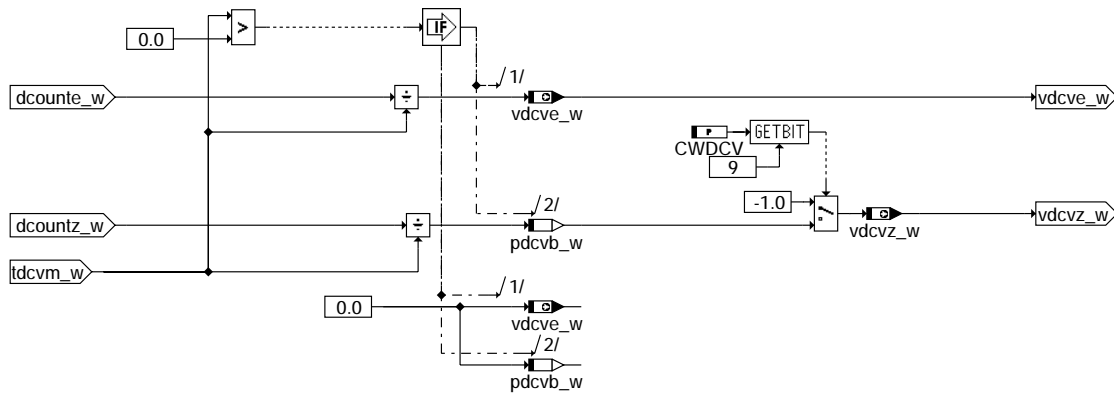 >
IF
0.0
/1/
dcounte_w
vdcve_w
vdcve_w
P
GETBIT
CWDCV
9
-1.0
/2/
dcountz_w
pdcvb_w
vdcvz_w
vdcvz_w
tdcvm_w
/1/
0.0
vdcve_w
/2/
pdcvb_w